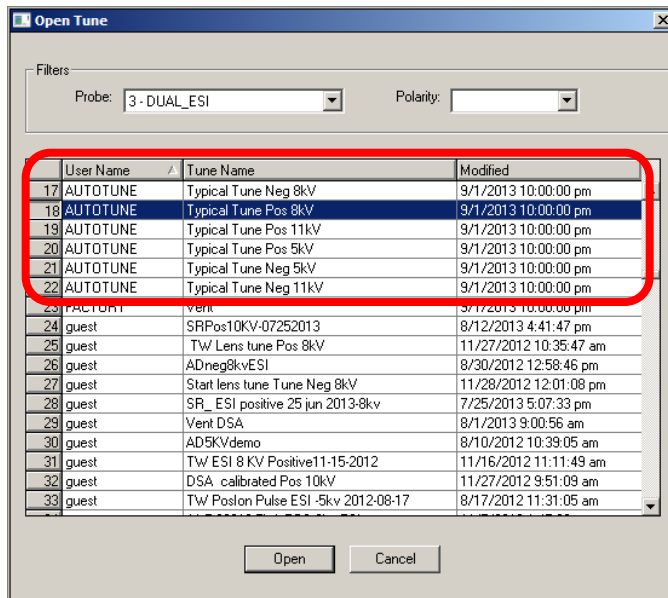 Open Tune
Filters
Probe: 3 - DUAL_ESI Polarity:
User Name Tune Name Modified
17 AUTOTUNE Typical Tune Neg 8kV 9/1/2013 10:00:00 pm
18 AUTOTUNE Typical Tune Pos 8kV 9/1/2013 10:00:00 pm
19 AUTOTUNE Typical Tune Pos 11kV 9/1/2013 10:00:00 pm
20 AUTOTUNE Typical Tune Pos 5kV 9/1/2013 10:00:00 pm
21 AUTOTUNE Typical Tune Neg 5kV 9/1/2013 10:00:00 pm
22 AUTOTUNE Typical Tune Neg 11kV 9/1/2013 10:00:00 pm
23 FACTORY Vent 9/1/2013 10:00:00 pm
24 guest SRPos10KV-07252013 8/12/2013 4:41:47 pm
25 guest TW Lens tune Pos 8kV 11/27/2012 10:35:47 am
26 guest ADneg8kvESI 8/30/2012 12:58:46 pm
27 guest Start lens tune Tune Neg 8kV 11/28/2012 12:01:08 pm
28 guest SR_ ESI positive 25 jun 2013-8kv 7/25/2013 5:07:33 pm
29 guest Vent DSA 8/1/2013 9:00:56 am
30 guest AD5KVdemo 8/10/2012 10:39:05 am
31 guest TW ESI 8 KV Positive11-15-2012 11/16/2012 11:11:49 am
32 guest DSA calibrated Pos 10kV 11/27/2012 9:51:09 am
33 guest TW PosIon Pulse ESI -5kv 2012-08-17 8/17/2012 11:31:05 am
Open Cancel